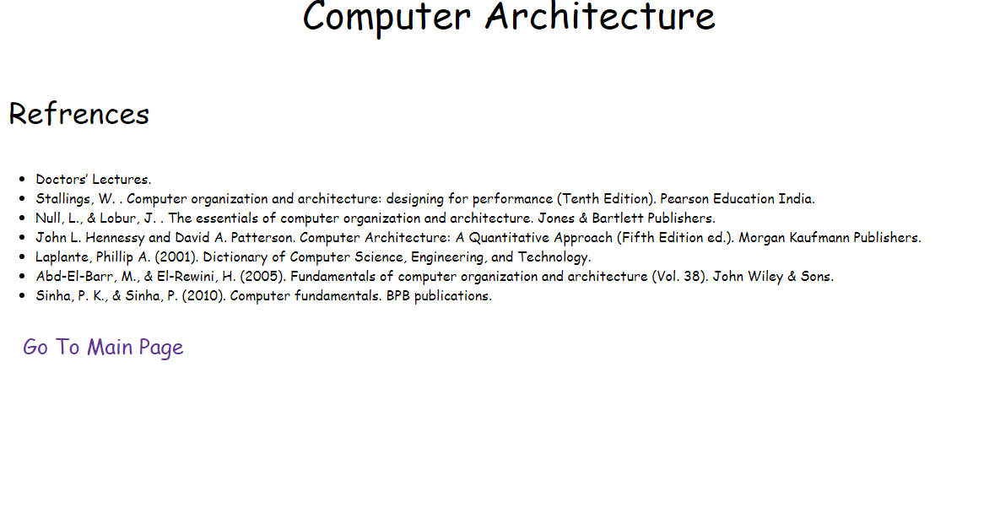 Computer Architecture
Refrences
Doctors' Lectures.
Stallings, W. . Computer organization and architecture: designing for performance (Tenth Edition). Pearson Education India.
Null, L., & Lobur, J. . The essentials of computer organization and architecture. Jones & Bartlett Publishers.
John L. Hennessy and David A. Patterson. Computer Architecture: A Quantitative Approach (Fifth Edition ed.). Morgan Kaufmann Publishers.
Laplante, Phillip A. (2001). Dictionary of Computer Science, Engineering, and Technology.
Abd-El-Barr, M., & El-Rewini, H. (2005). Fundamentals of computer organization and architecture (Vol. 38). John Wiley & Sons.
Sinha, P. K., & Sinha, P. (2010). Computer fundamentals. BPB publications.
Go To Main Page